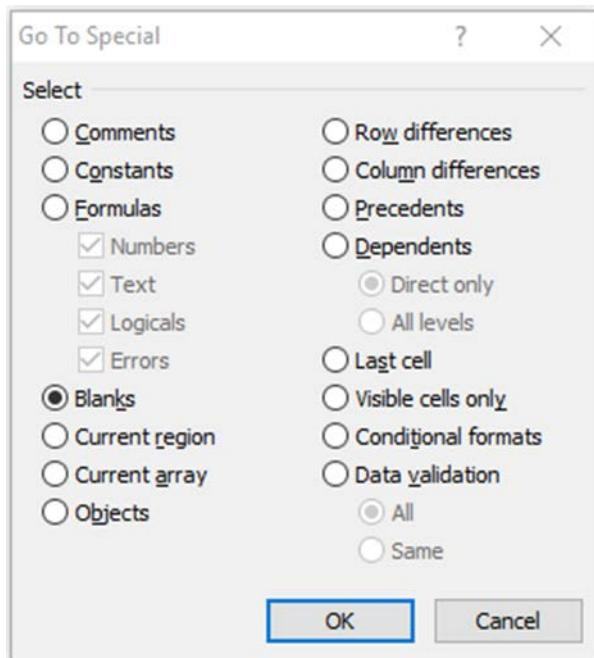 Go To Special
?
Select
Comments
Constants
Formulas
Numbers
Text
Logicals
Errors
Blanks
Current region
Current array
Objects
Row differences
Column differences
Precedents
Dependents
Direct only
All levels
Last cell
Visible cells only
Conditional formats
Data validation
All
Same
OK
Cancel